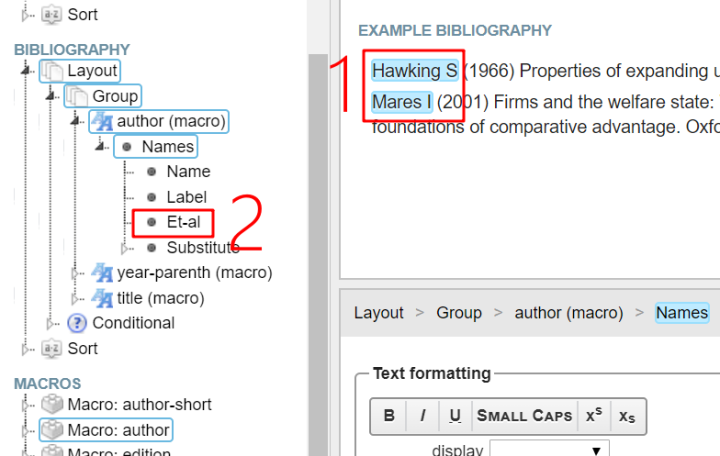 Sort
BIBLIOGRAPHY
Layout
Group
author (macro)
Names
Name
Label
Et-al
2
Substitute
year-parenth (macro)
title (macro)
? Conditional
Sort
MACROS
Macro: author-short
Macro: author
Macro: edition
EXAMPLE BIBLIOGRAPHY
1
Hawking S (1966) Properties of expanding u
Mares I (2001) Firms and the welfare state:
foundations of comparative advantage. Oxfo
Layout > Group > author (macro) > Names
Text formatting
B I U SMALL CAPS xs xs
display